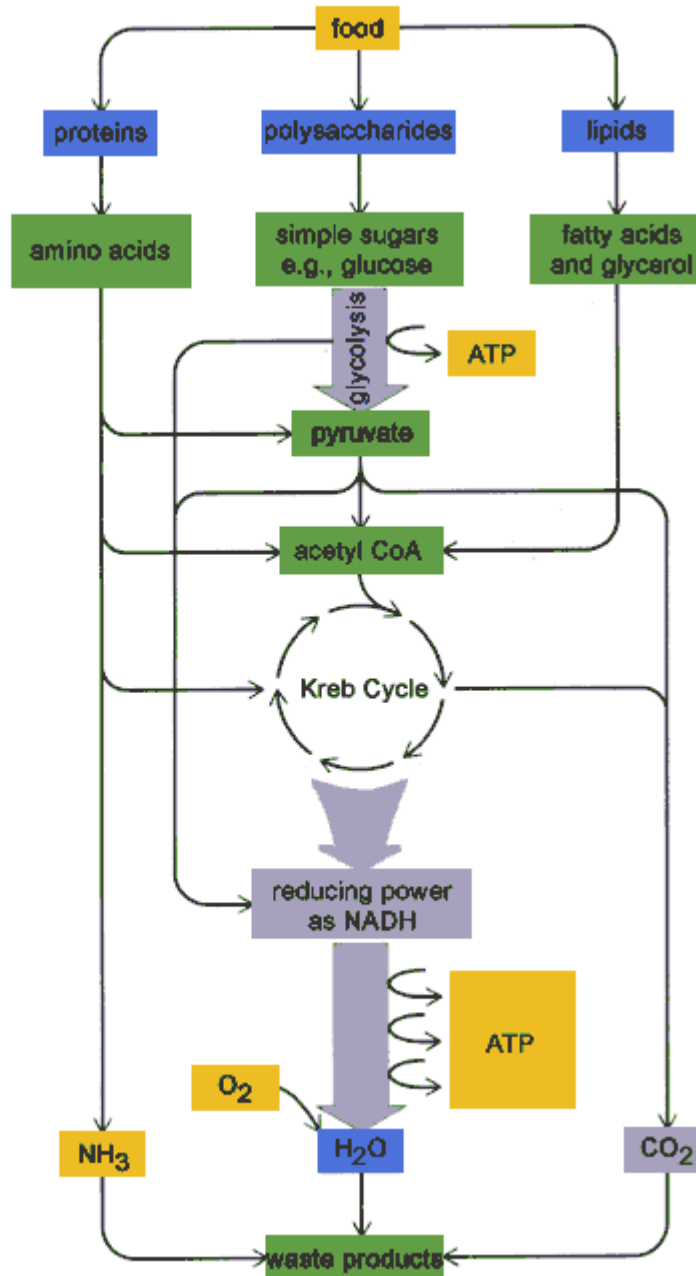 food
proteins
polysaccharides
lipids
amino acids
simple sugars
e.g., glucose
fatty acids
and glycerol
glycolysis
ATP
pyruvate
acetyl CoA
Kreb Cycle
reducing power
as NADH
ATP
O2
NH3
H2O
CO2
waste products